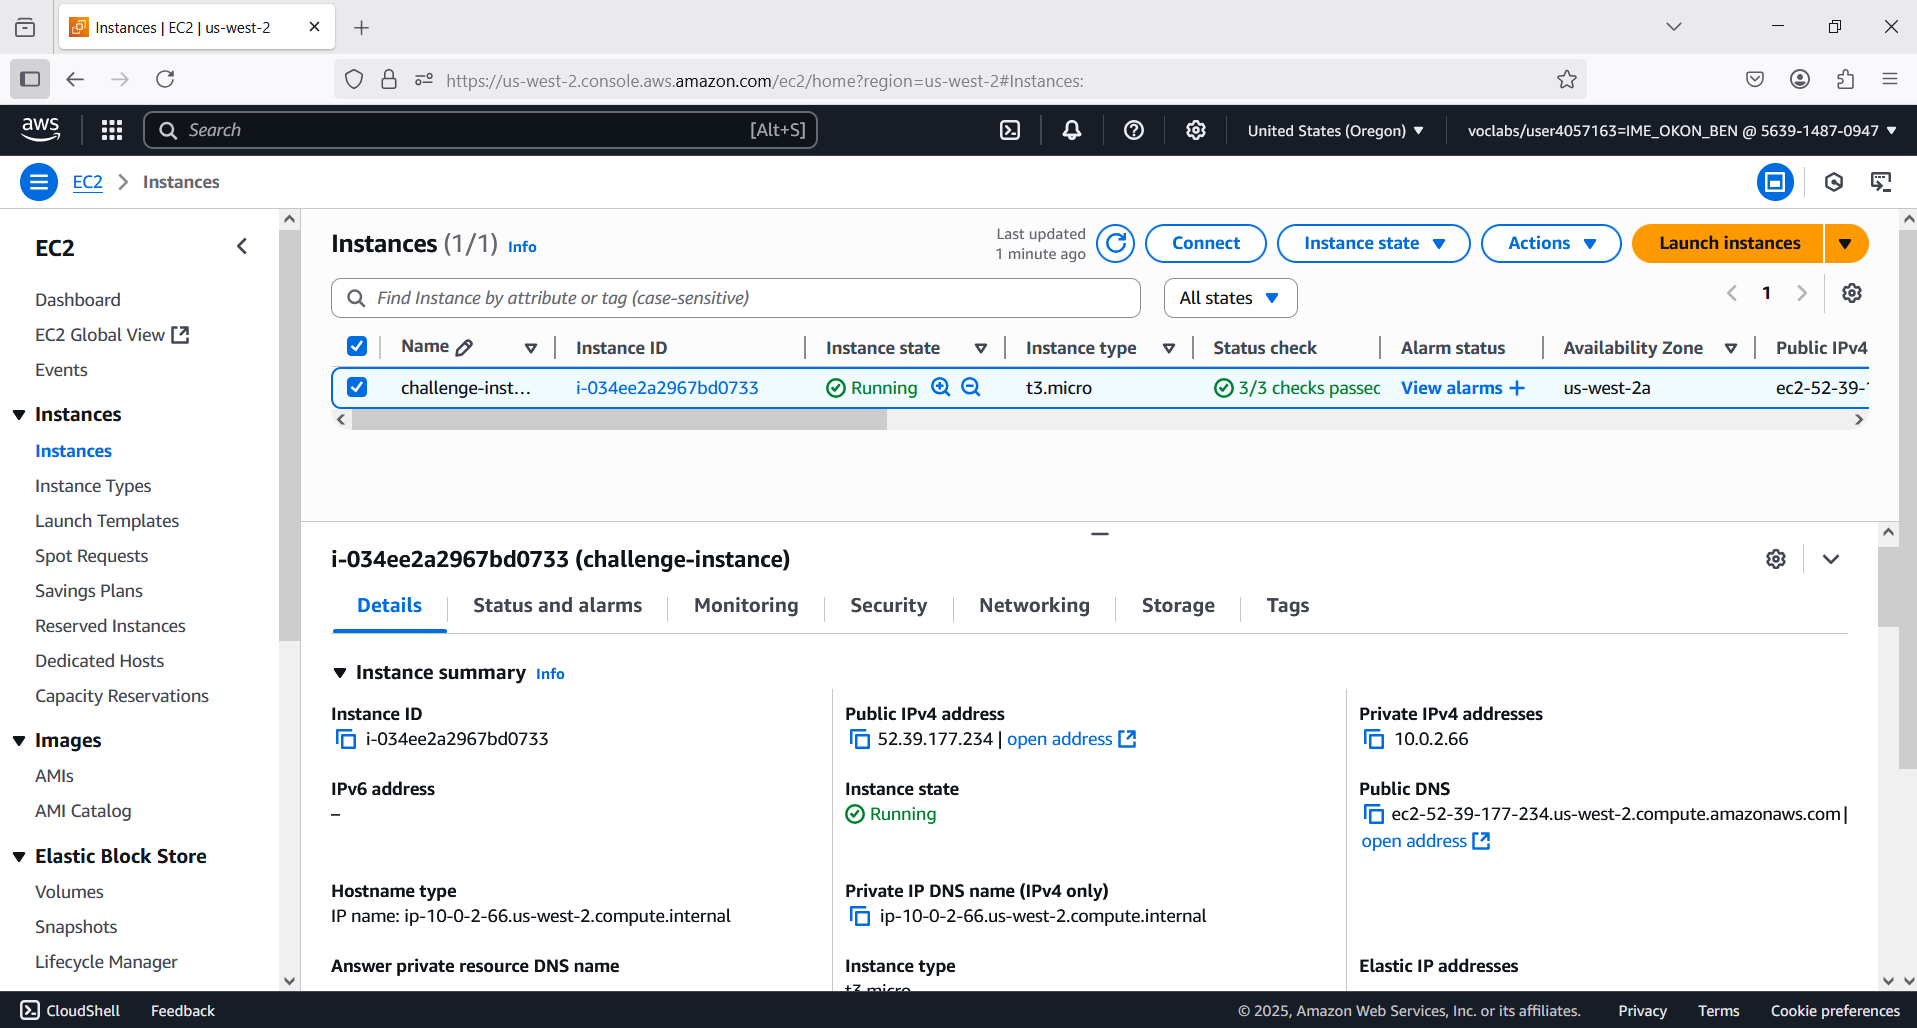 Instances | EC2 | us-west-2
https://us-west-2.console.aws.amazon.com/ec2/home?region=us-west-2#Instances:
aws
Search
[Alt+S]
United States (Oregon)
voclabs/user4057163=IME_OKON_BEN @ 5639-1487-0947
EC2
Instances
EC2
Dashboard
EC2 Global View
Events
Instances
Instances
Instance Types
Launch Templates
Spot Requests
Savings Plans
Reserved Instances
Dedicated Hosts
Capacity Reservations
Images
AMIs
AMI Catalog
Elastic Block Store
Volumes
Snapshots
Lifecycle Manager
Instances (1/1) Info
Last updated
1 minute ago
Connect
Instance state
Actions
Launch instances
Find Instance by attribute or tag (case-sensitive)
All states
1
Name Instance ID Instance state Instance type Status check Alarm status Availability Zone Public IPv4
challenge-inst... i-034ee2a2967bd0733 Running t3.micro 3/3 checks passec View alarms + us-west-2a ec2-52-39-1
i-034ee2a2967bd0733 (challenge-instance)
Details
Status and alarms
Monitoring
Security
Networking
Storage
Tags
Instance summary Info
Instance ID
i-034ee2a2967bd0733
Public IPv4 address
52.39.177.234 | open address
Private IPv4 addresses
10.0.2.66
IPv6 address
–
Instance state
Running
Public DNS
ec2-52-39-177-234.us-west-2.compute.amazonaws.com |
open address
Hostname type
IP name: ip-10-0-2-66.us-west-2.compute.internal
Private IP DNS name (IPv4 only)
ip-10-0-2-66.us-west-2.compute.internal
Answer private resource DNS name
Instance type
t3.micro
Elastic IP addresses
CloudShell
Feedback
© 2025, Amazon Web Services, Inc. or its affiliates.
Privacy
Terms
Cookie preferences